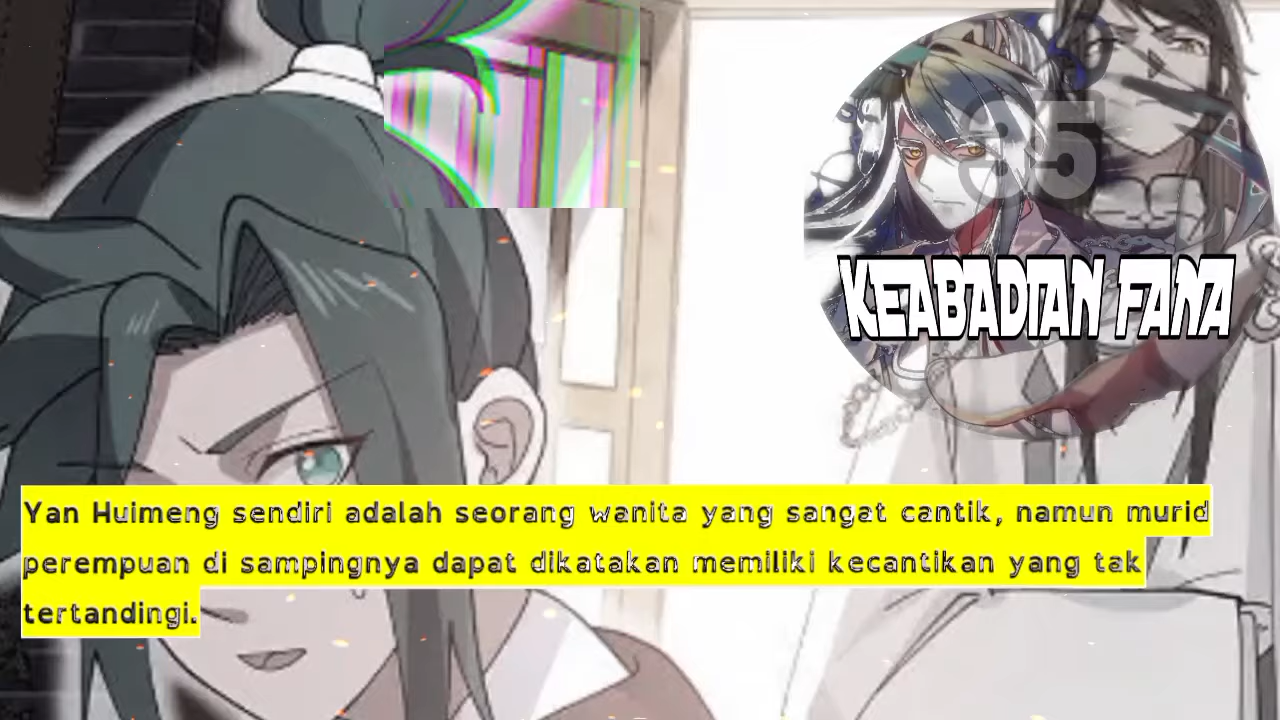 35
KEABADIAN FANA
Yan Huimeng sendiri adalah seorang wanita yang sangat cantik, namun murid
perempuan di sampingnya dapat dikatakan memiliki kecantikan yang tak
tertandingi.